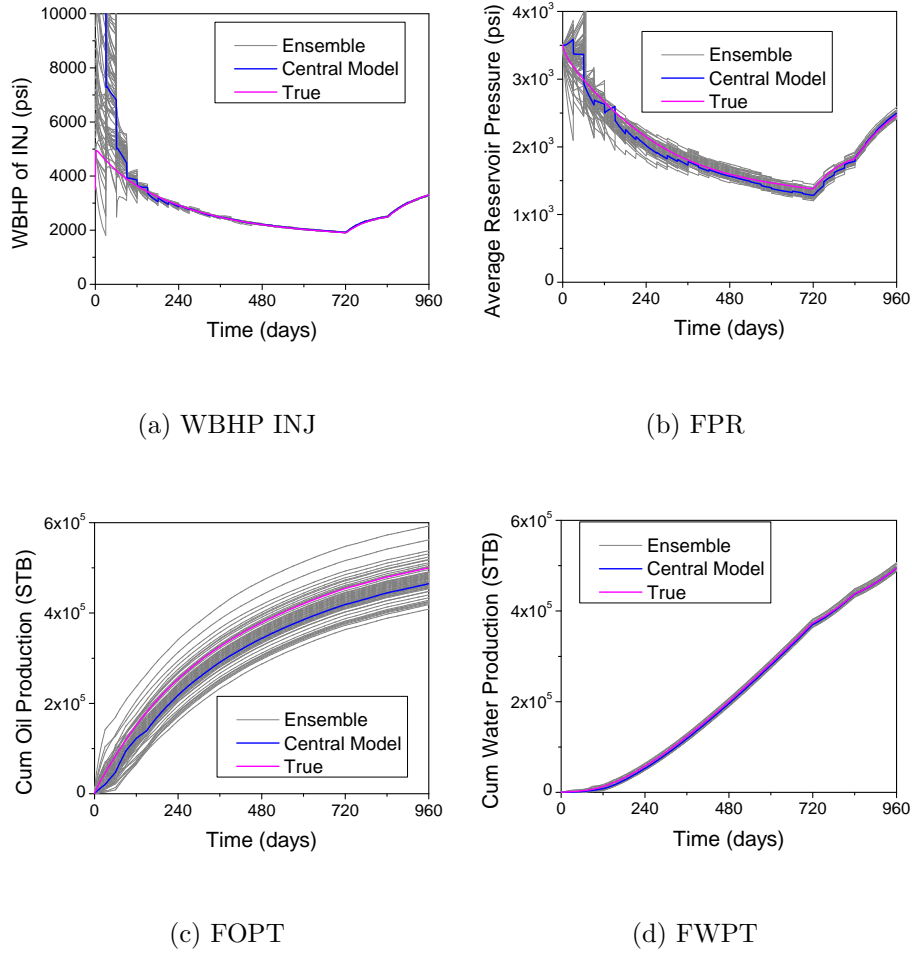 10000
8000
6000
4000
2000
0
WBHP of INJ (psi)
Ensemble
Central Model
True
0 240 480 720 960
Time (days)
(a) WBHP INJ
4x10³
3x10³
2x10³
1x10³
0
Average Reservoir Pressure (psi)
Ensemble
Central Model
True
0 240 480 720 960
Time (days)
(b) FPR
6x10⁵
4x10⁵
2x10⁵
0
Cum Oil Production (STB)
Ensemble
Central Model
True
0 240 480 720 960
Time (days)
(c) FOPT
6x10⁵
4x10⁵
2x10⁵
0
Cum Water Production (STB)
Ensemble
Central Model
True
0 240 480 720 960
Time (days)
(d) FWPT